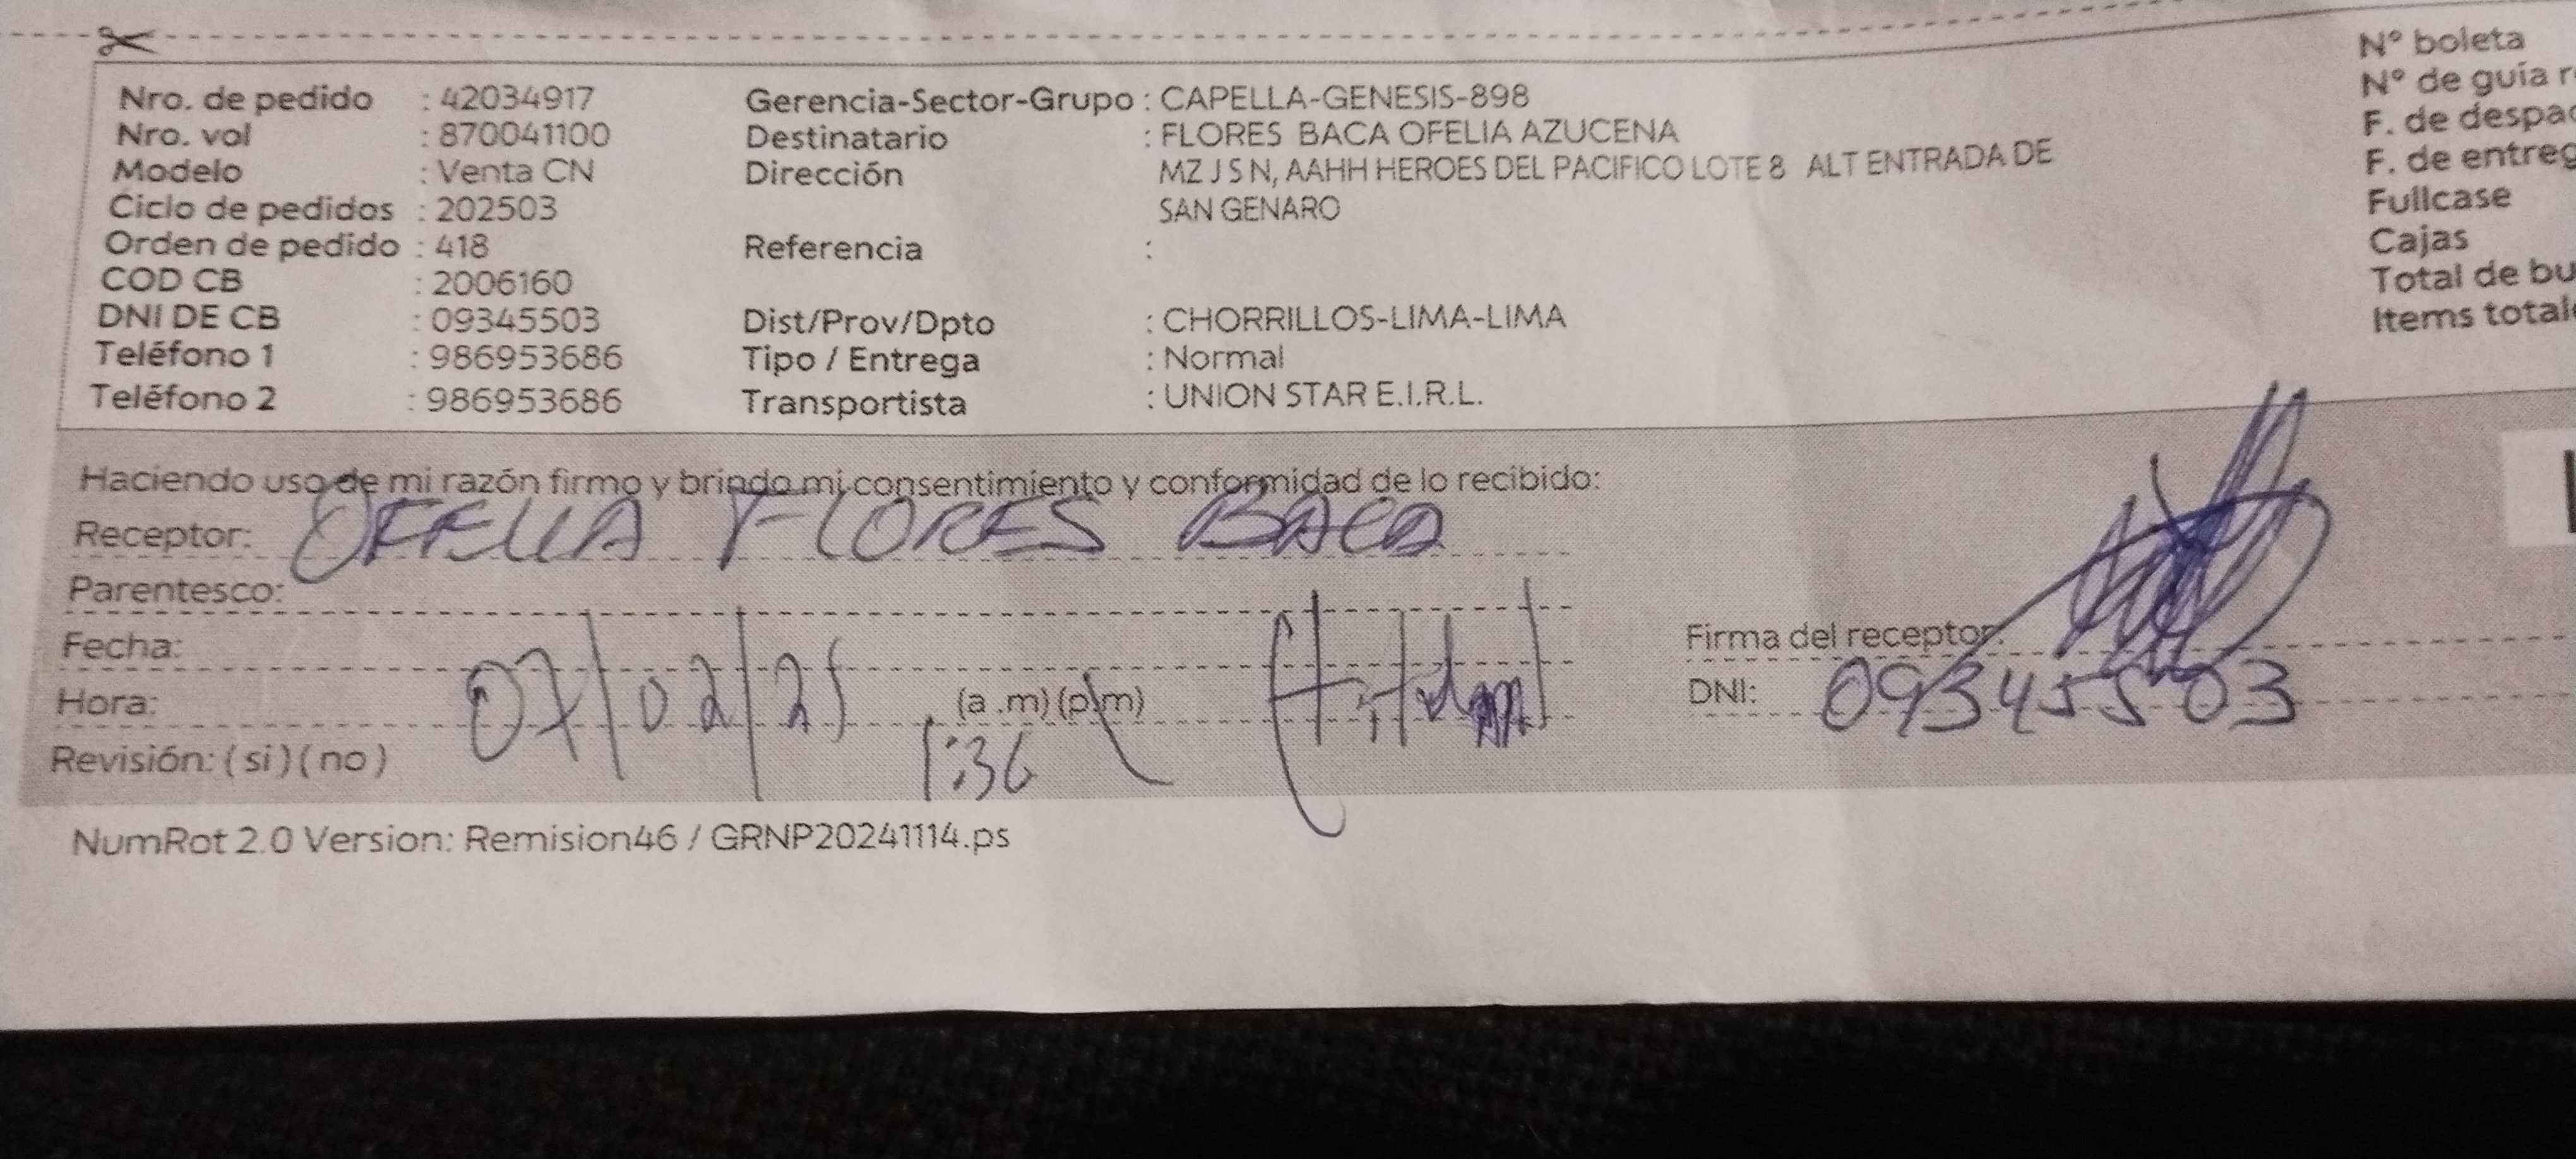 Nro. de pedido : 42034917
Nro. vol : 870041100
Modelo : Venta CN
Ciclo de pedidos : 202503
Orden de pedido : 418
COD CB : 2006160
DNI DE CB : 09345503
Teléfono 1 : 986953686
Teléfono 2 : 986953686
Gerencia-Sector-Grupo : CAPELLA-GENESIS-898
Destinatario : FLORES BACA OFELIA AZUCENA
Dirección MZ J S N, AAHH HEROES DEL PACIFICO LOTE 8 ALT ENTRADA DE
SAN GENARO
Referencia :
Dist/Prov/Dpto : CHORRILLOS-LIMA-LIMA
Tipo / Entrega : Normal
Transportista : UNION STAR E.I.R.L.
N° boleta
N° de guía
F. de
F. de
Fullcase
Cajas
Total de
Items
Haciendo uso de mi razón firmo y brindo mi consentimiento y conformidad de lo recibido:
Receptor: OFELIA FLORES BACA
Parentesco:
Fecha: 07/02/25
Hora: 1:36 (a .m) (p.m)
Revisión: ( si ) ( no )
Firma del receptor:
DNI: 09345503
NumRot 2.0 Version: Remision46 / GRNP20241114.ps